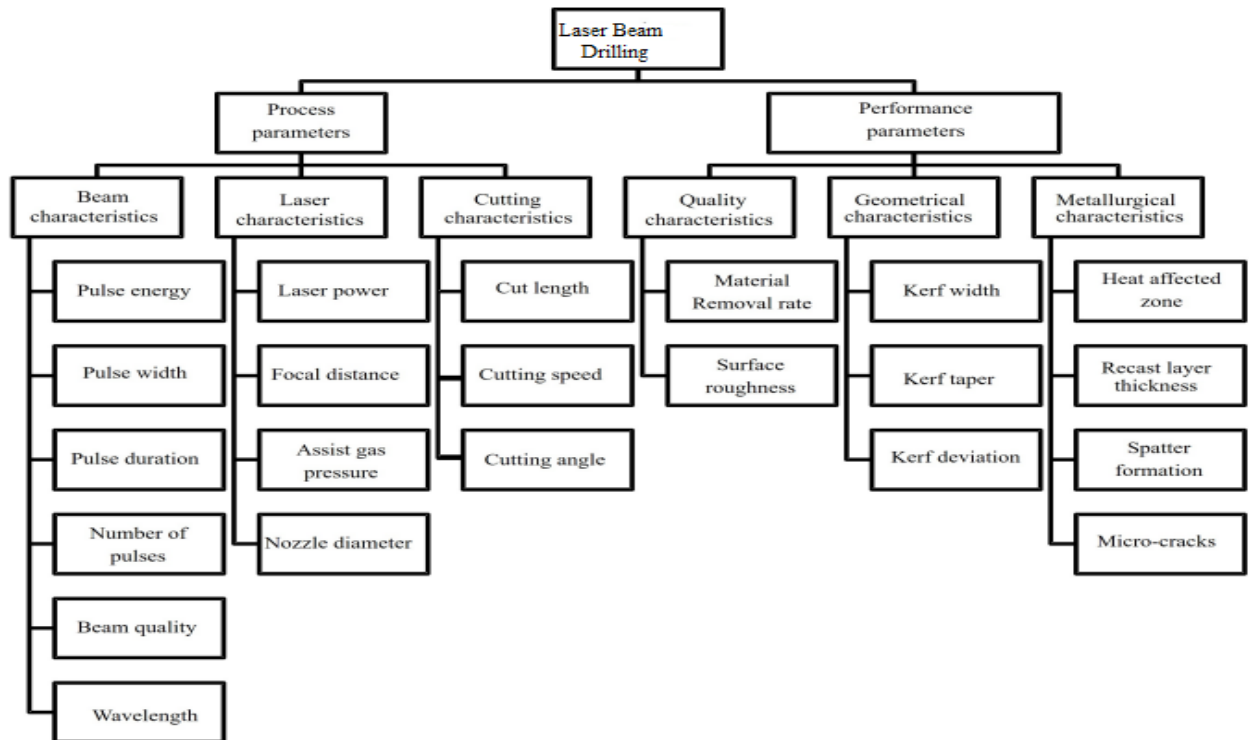 Laser Beam
Drilling
Process
parameters
Performance
parameters
Beam
characteristics
Laser
characteristics
Cutting
characteristics
Quality
characteristics
Geometrical
characteristics
Metallurgical
characteristics
Pulse energy
Pulse width
Pulse duration
Number of
pulses
Beam quality
Wavelength
Laser power
Focal distance
Assist gas
pressure
Nozzle diameter
Cut length
Cutting speed
Cutting angle
Material
Removal rate
Surface
roughness
Kerf width
Kerf taper
Kerf deviation
Heat affected
zone
Recast layer
thickness
Spatter
formation
Micro-cracks